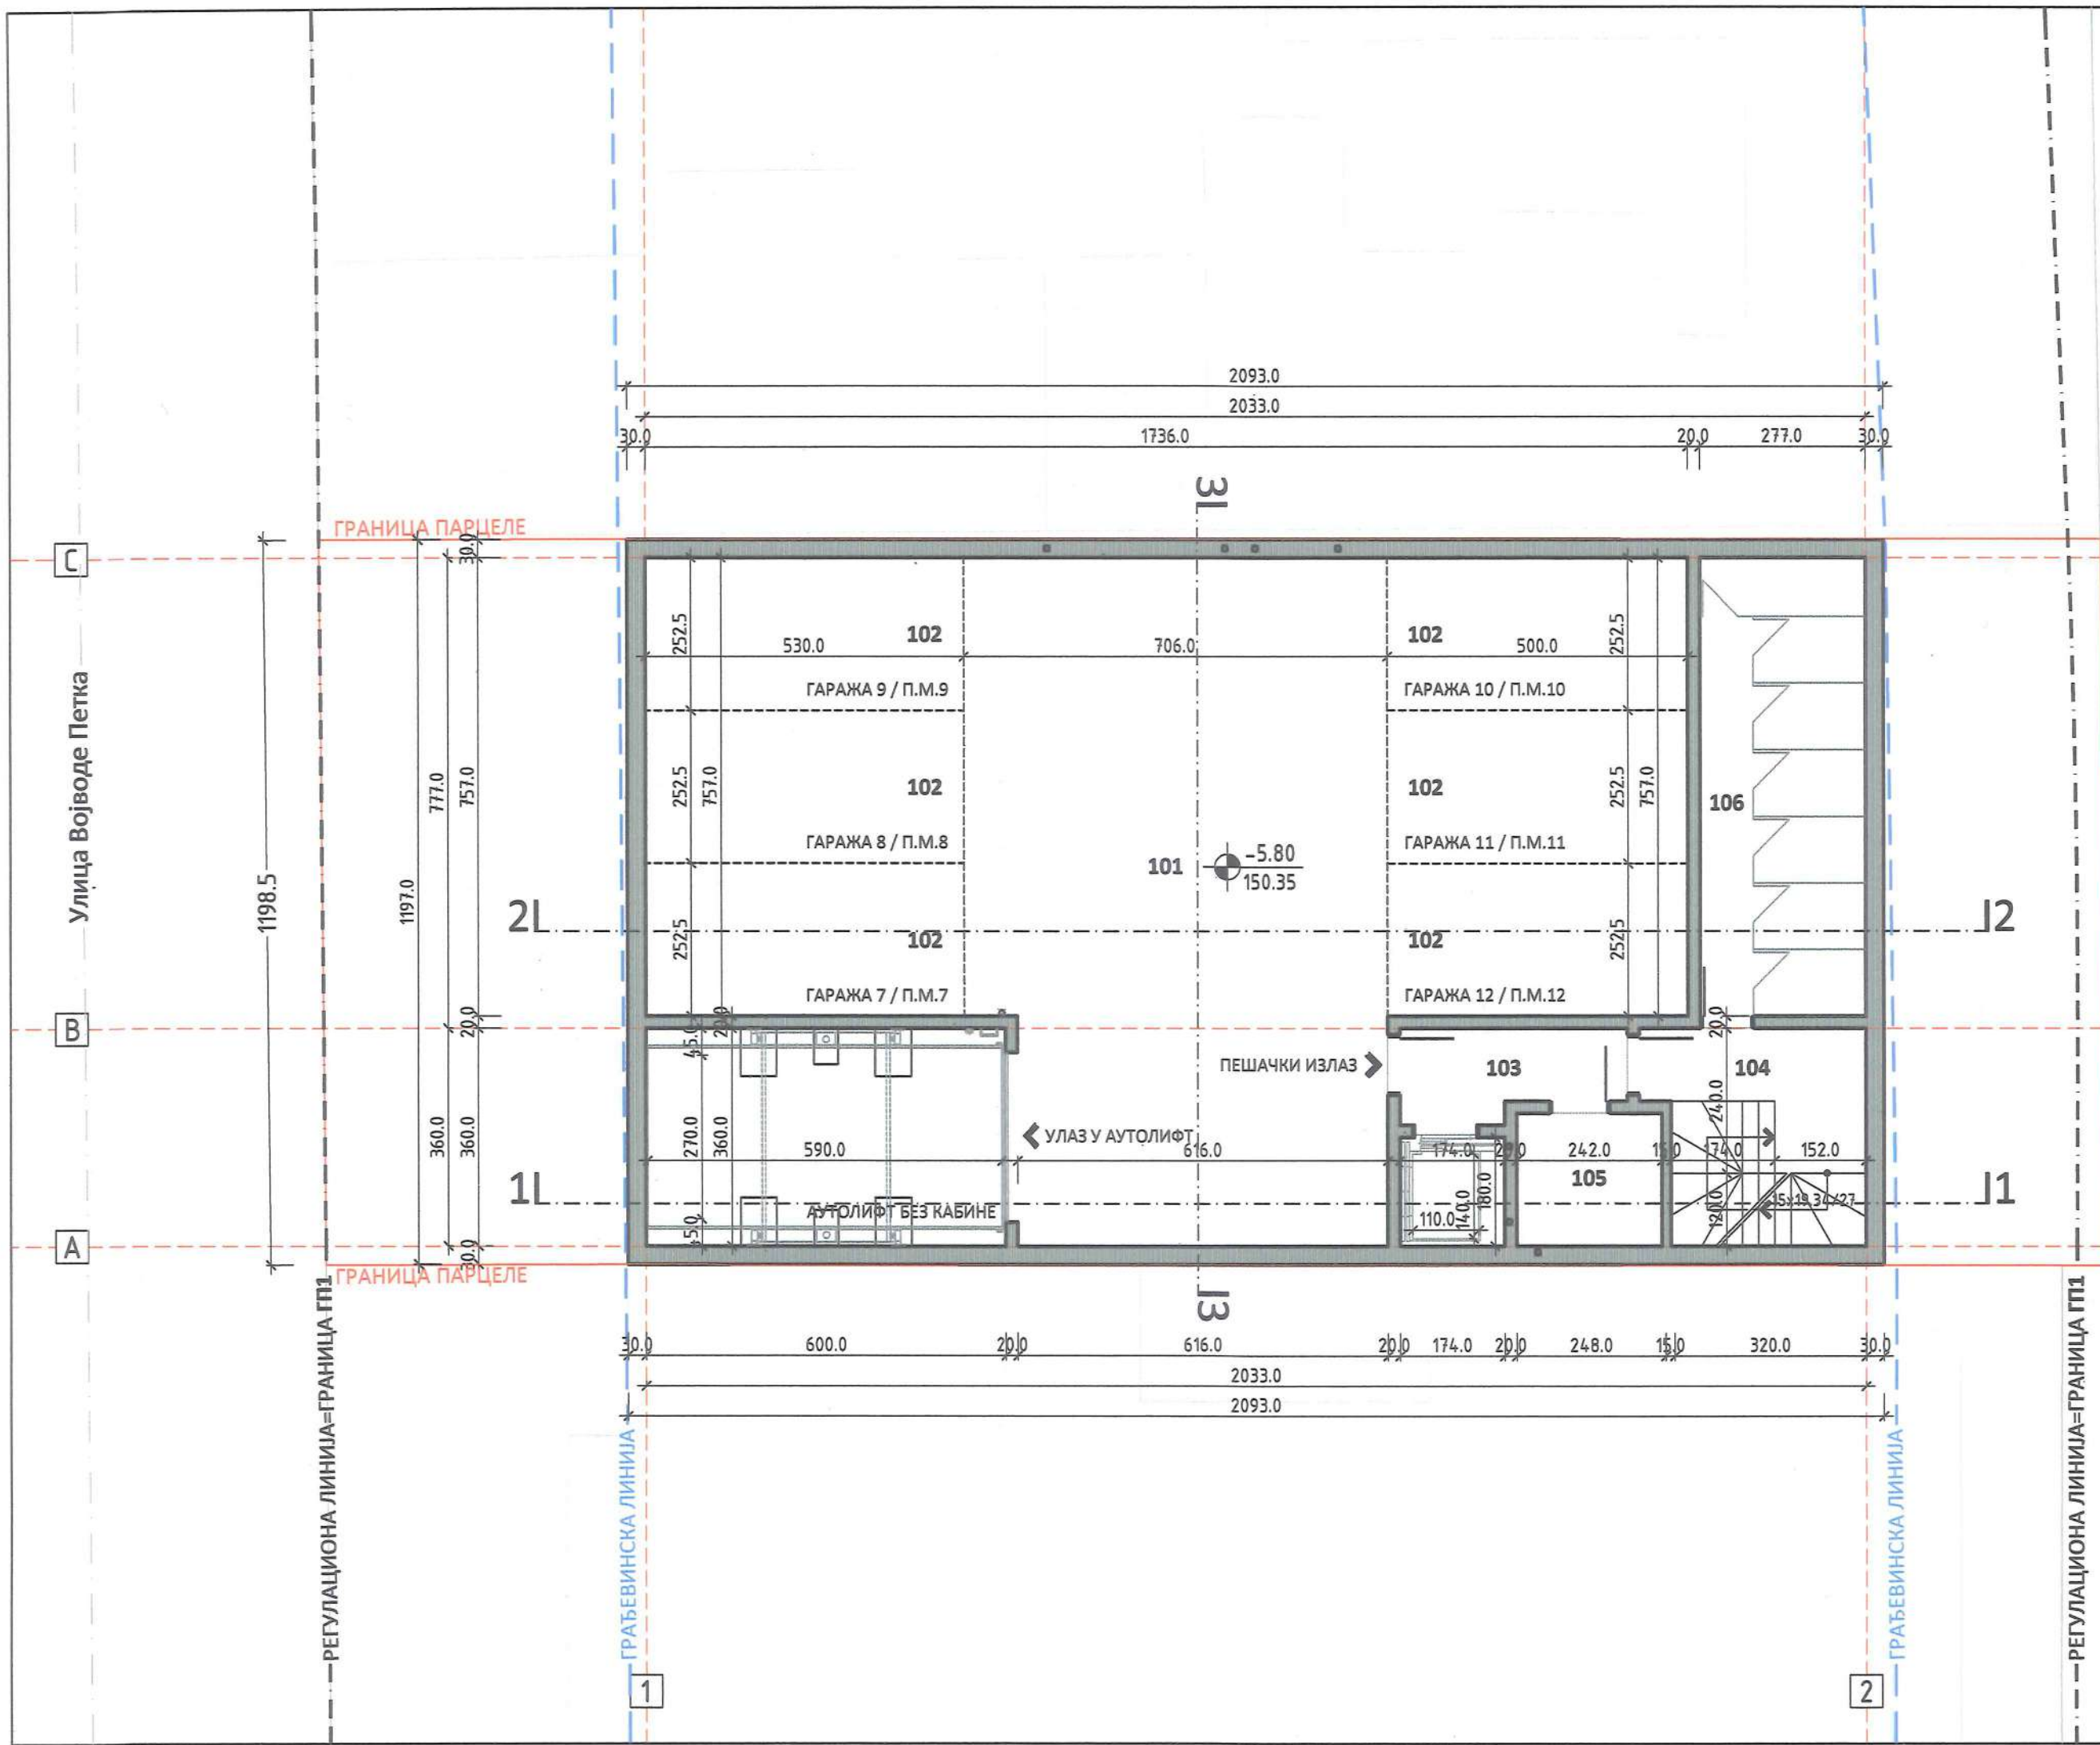 2093.0
2033.0
30.0 1736.0 20.0 277.0 30.0
3
ГРАНИЦА ПАРЦЕЛЕ
C
30.0
252.5 530.0 102 706.0 102 500.0 252.5
ГАРАЖА 9 / П.М.9
ГАРАЖА 10 / П.М.10
Улица Војводе Петка
1198.5
1197.0
777.0
757.0
252.5
757.0
102
102
252.5
757.0
106
ГАРАЖА 8 / П.М.8
ГАРАЖА 11 / П.М.11
101
-5.80
150.35
2
2
252.5
102
102
252.5
ГАРАЖА 7 / П.М.7
ГАРАЖА 12 / П.М.12
B
20.0
45.0
20.0
20.0
ПЕШАЧКИ ИЗЛАЗ
103
104
УЛАЗ У АУТОЛИФТ
360.0
360.0
270.0
360.0
590.0
616.0
174.0
20.0
242.0
15.0
74.0
152.0
240.0
105
1
1
АУТОЛИФТ БЕЗ КАБИНЕ
45.0
110.0
140.0
180.0
120.0
15x19.34/27
A
30.0
ГРАНИЦА ПАРЦЕЛЕ
3
30.0 600.0 20.0 616.0 20.0 174.0 20.0 248.0 15.0 320.0 30.0
2033.0
2093.0
РЕГУЛАЦИОНА ЛИНИЈА=ГРАНИЦА ГП1
ГРАЂЕВИНСКА ЛИНИЈА
ГРАЂЕВИНСКА ЛИНИЈА
РЕГУЛАЦИОНА ЛИНИЈА=ГРАНИЦА ГП1
1
2